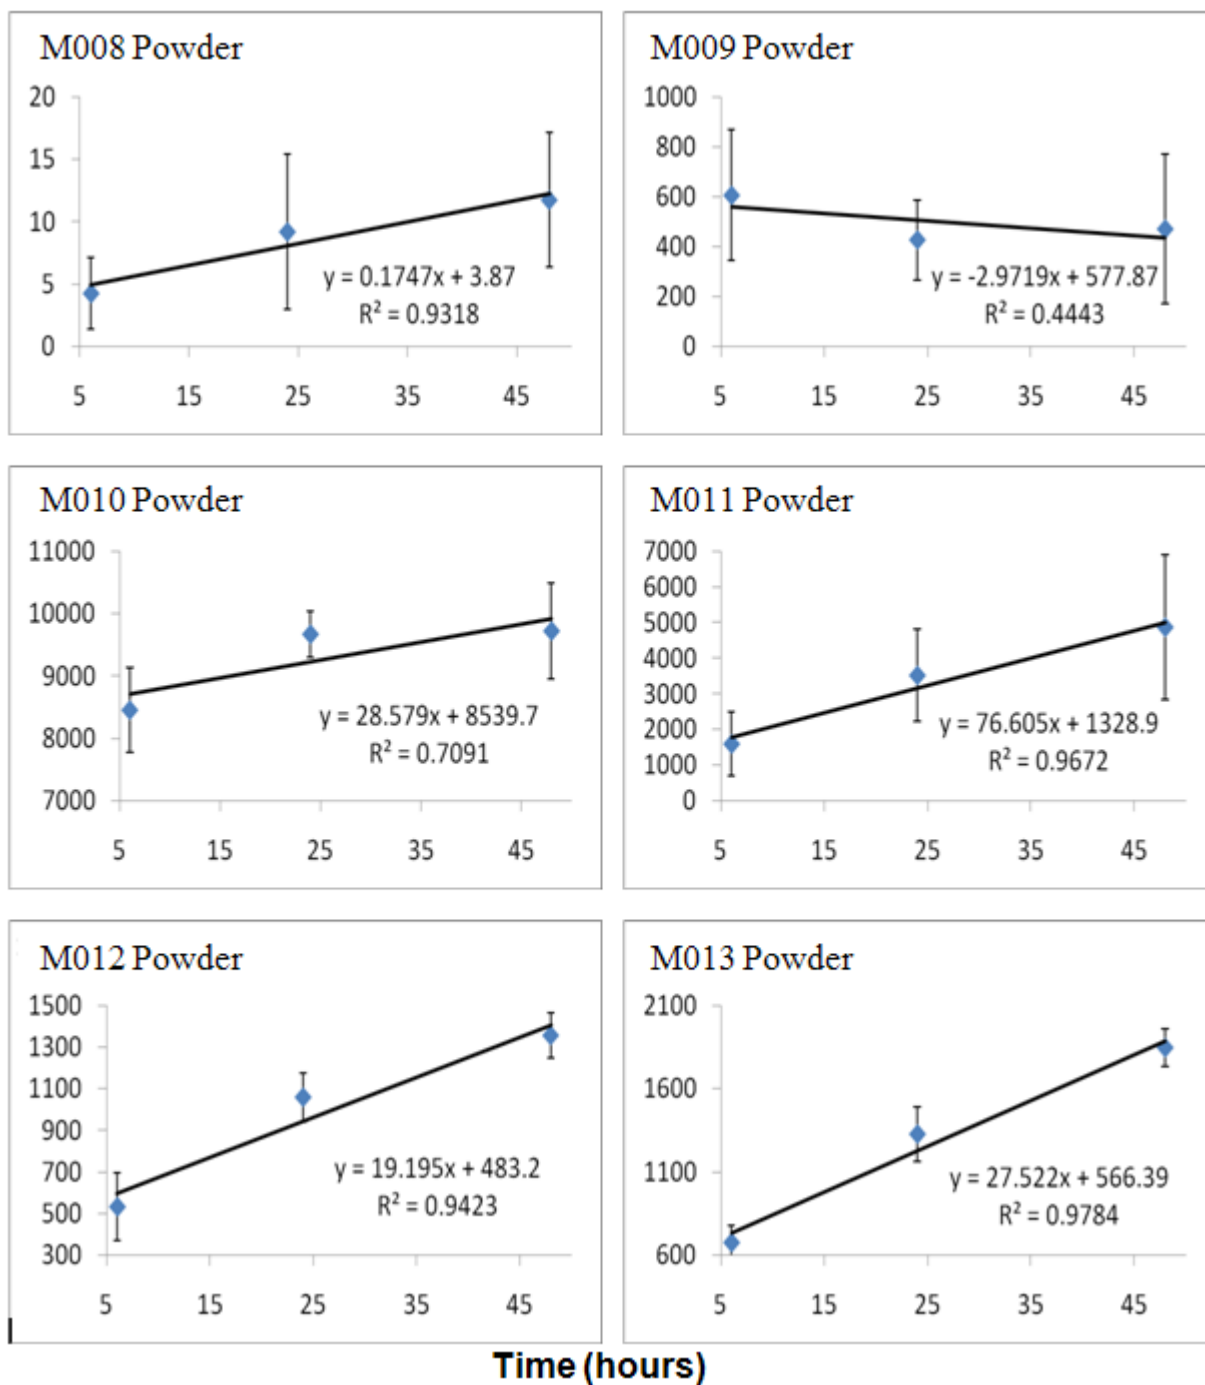 M008 Powder
20
15
10
5
0
y = 0.1747x + 3.87
R² = 0.9318
5 15 25 35 45
M009 Powder
1000
800
600
400
200
0
y = -2.9719x + 577.87
R² = 0.4443
5 15 25 35 45
M010 Powder
11000
10000
9000
8000
7000
y = 28.579x + 8539.7
R² = 0.7091
5 15 25 35 45
M011 Powder
7000
6000
5000
4000
3000
2000
1000
0
y = 76.605x + 1328.9
R² = 0.9672
5 15 25 35 45
M012 Powder
1500
1300
1100
900
700
500
300
y = 19.195x + 483.2
R² = 0.9423
5 15 25 35 45
M013 Powder
2100
1600
1100
600
y = 27.522x + 566.39
R² = 0.9784
5 15 25 35 45
Time (hours)